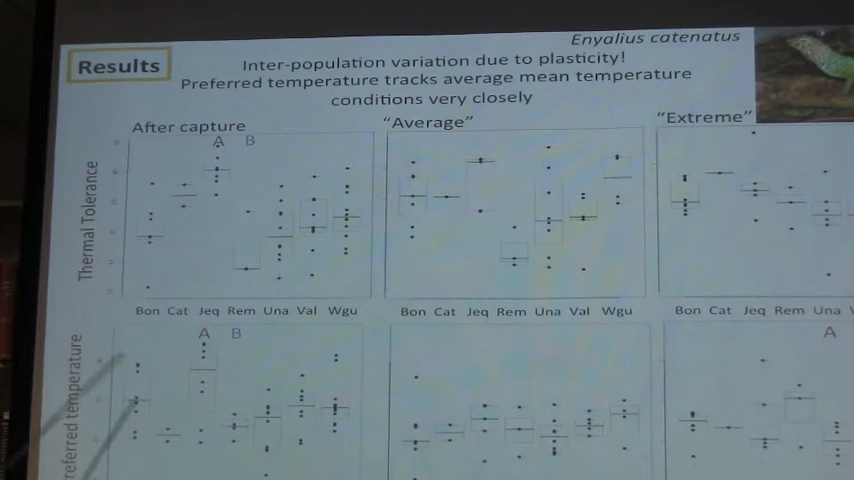 Enyalius catenatus
Results
Inter-population variation due to plasticity!
Preferred temperature tracks average mean temperature
conditions very closely
After capture
"Average"
"Extreme"
A B
Thermal Tolerance
Bon Cat Jeq Rem Una Val Wgu
Bon Cat Jeq Rem Una Val Wgu
Bon Cat Jeq Rem Una
A B
A
referred temperature